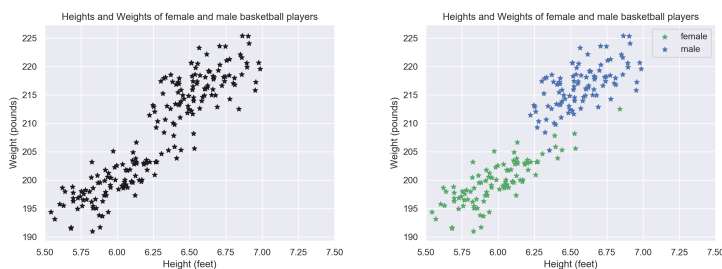 Heights and Weights of female and male basketball players
225
220
215
210
205
200
195
190
Weight (pounds)
5.50 5.75 6.00 6.25 6.50 6.75 7.00 7.25 7.50
Height (feet)
Heights and Weights of female and male basketball players
female
male
225
220
215
210
205
200
195
190
Weight (pounds)
5.50 5.75 6.00 6.25 6.50 6.75 7.00 7.25 7.50
Height (feet)